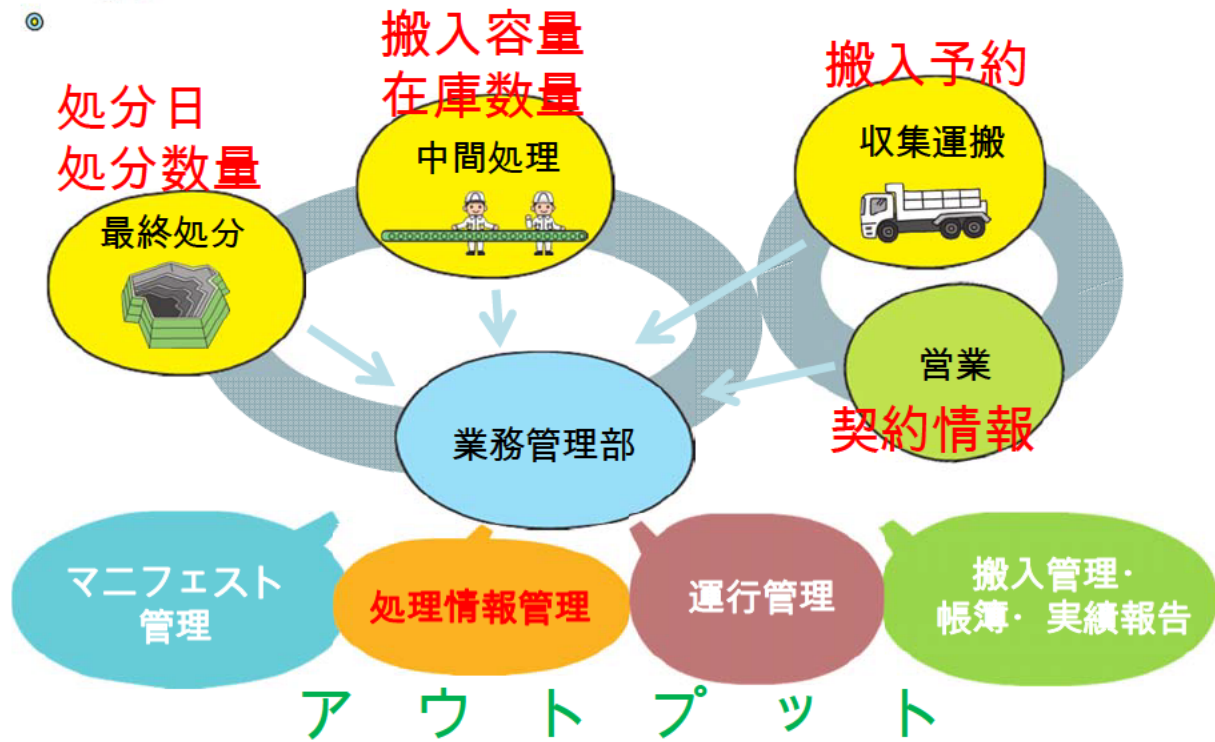 搬入容量
在庫数量
搬入予約
処分日
処分数量
中間処理
収集運搬
最終処分
営業
契約情報
業務管理部
マニフェスト
管理
処理情報管理
運行管理
搬入管理・
帳簿・ 実績報告
アウトプット